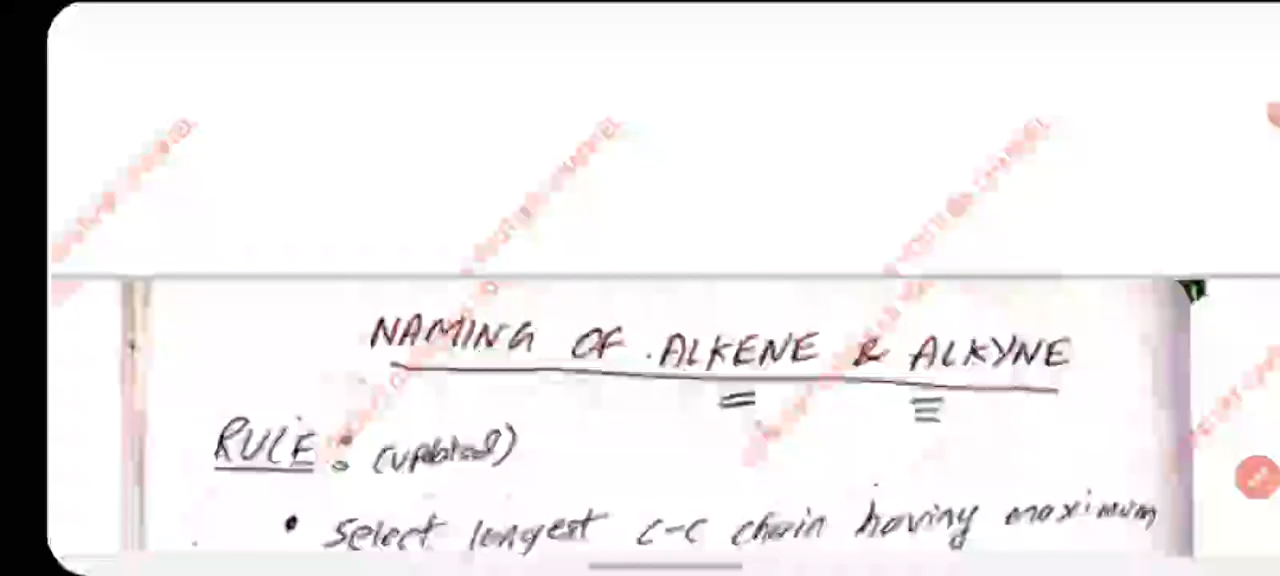 NAMING OF ALKENE & ALKYNE
= ≡
RULE : (updated)
• Select longest C-C chain having maximum